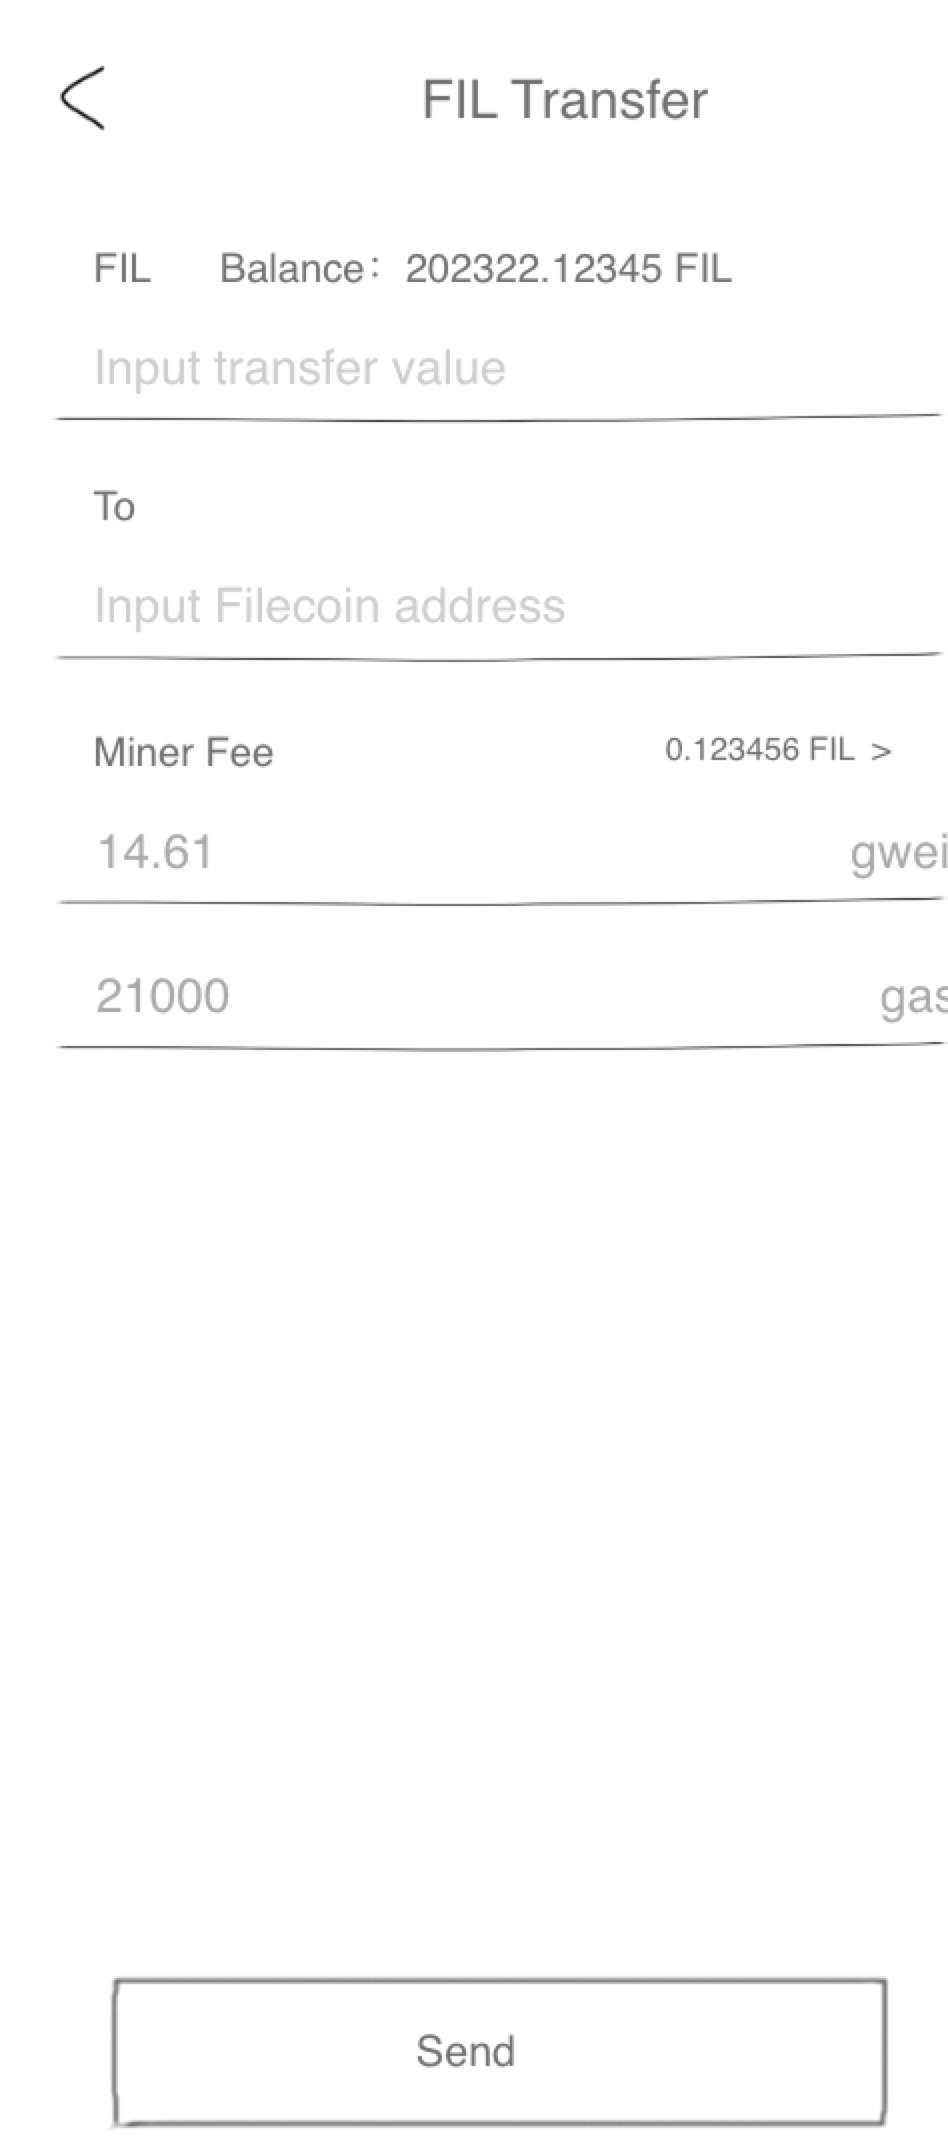 FIL Transfer
FIL Balance: 202322.12345 FIL
Input transfer value
To
Input Filecoin address
Miner Fee 0.123456 FIL >
14.61 gwei
21000 gas
Send